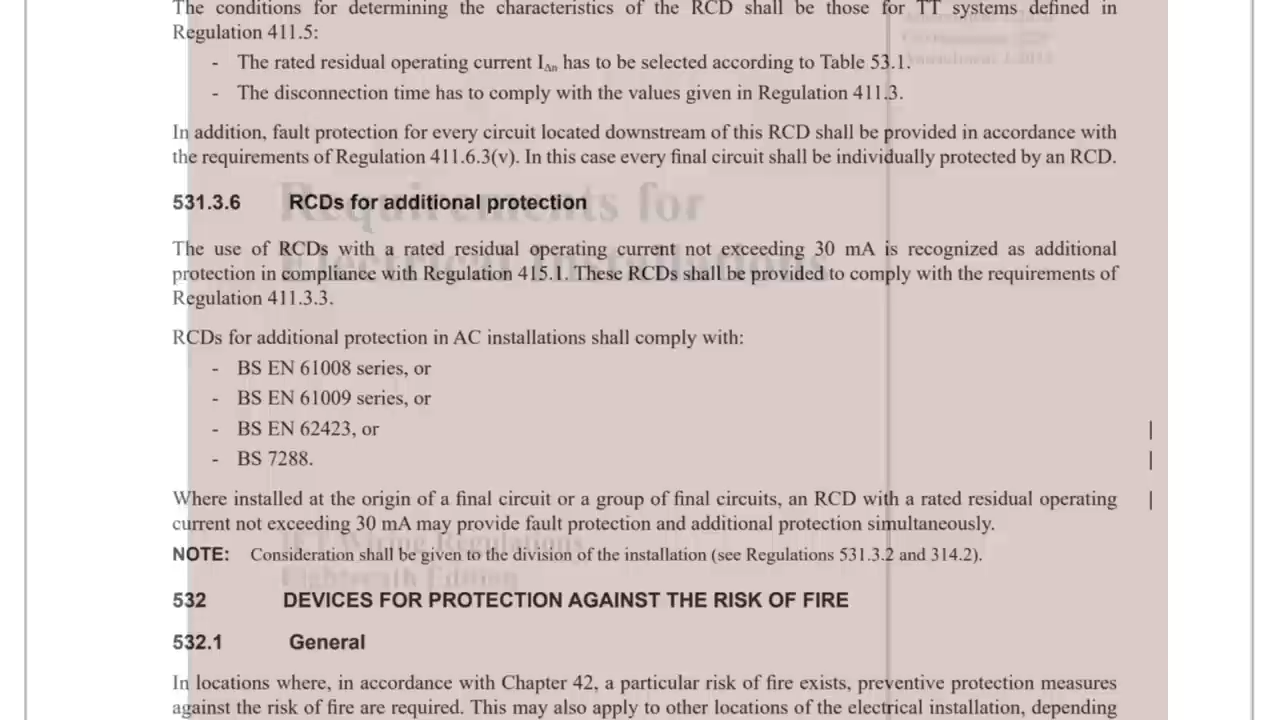 The conditions for determining the characteristics of the RCD shall be those for TT systems defined in
Regulation 411.5:
- The rated residual operating current IΔn has to be selected according to Table 53.1.
- The disconnection time has to comply with the values given in Regulation 411.3.
In addition, fault protection for every circuit located downstream of this RCD shall be provided in accordance with
the requirements of Regulation 411.6.3(v). In this case every final circuit shall be individually protected by an RCD.
Requirements for
531.3.6 RCDs for additional protection
The use of RCDs with a rated residual operating current not exceeding 30 mA is recognized as additional
Electrical Installations
protection in compliance with Regulation 415.1. These RCDs shall be provided to comply with the requirements of
Regulation 411.3.3.
RCDs for additional protection in AC installations shall comply with:
- BS EN 61008 series, or
- BS EN 61009 series, or
- BS EN 62423, or
- BS 7288.
Where installed at the origin of a final circuit or a group of final circuits, an RCD with a rated residual operating
current not exceeding 30 mA may provide fault protection and additional protection simultaneously.
IET Wiring Regulations
NOTE: Consideration shall be given to the division of the installation (see Regulations 531.3.2 and 314.2).
Eighteenth Edition
532 DEVICES FOR PROTECTION AGAINST THE RISK OF FIRE
532.1 General
In locations where, in accordance with Chapter 42, a particular risk of fire exists, preventive protection measures
against the risk of fire are required. This may also apply to other locations of the electrical installation, depending